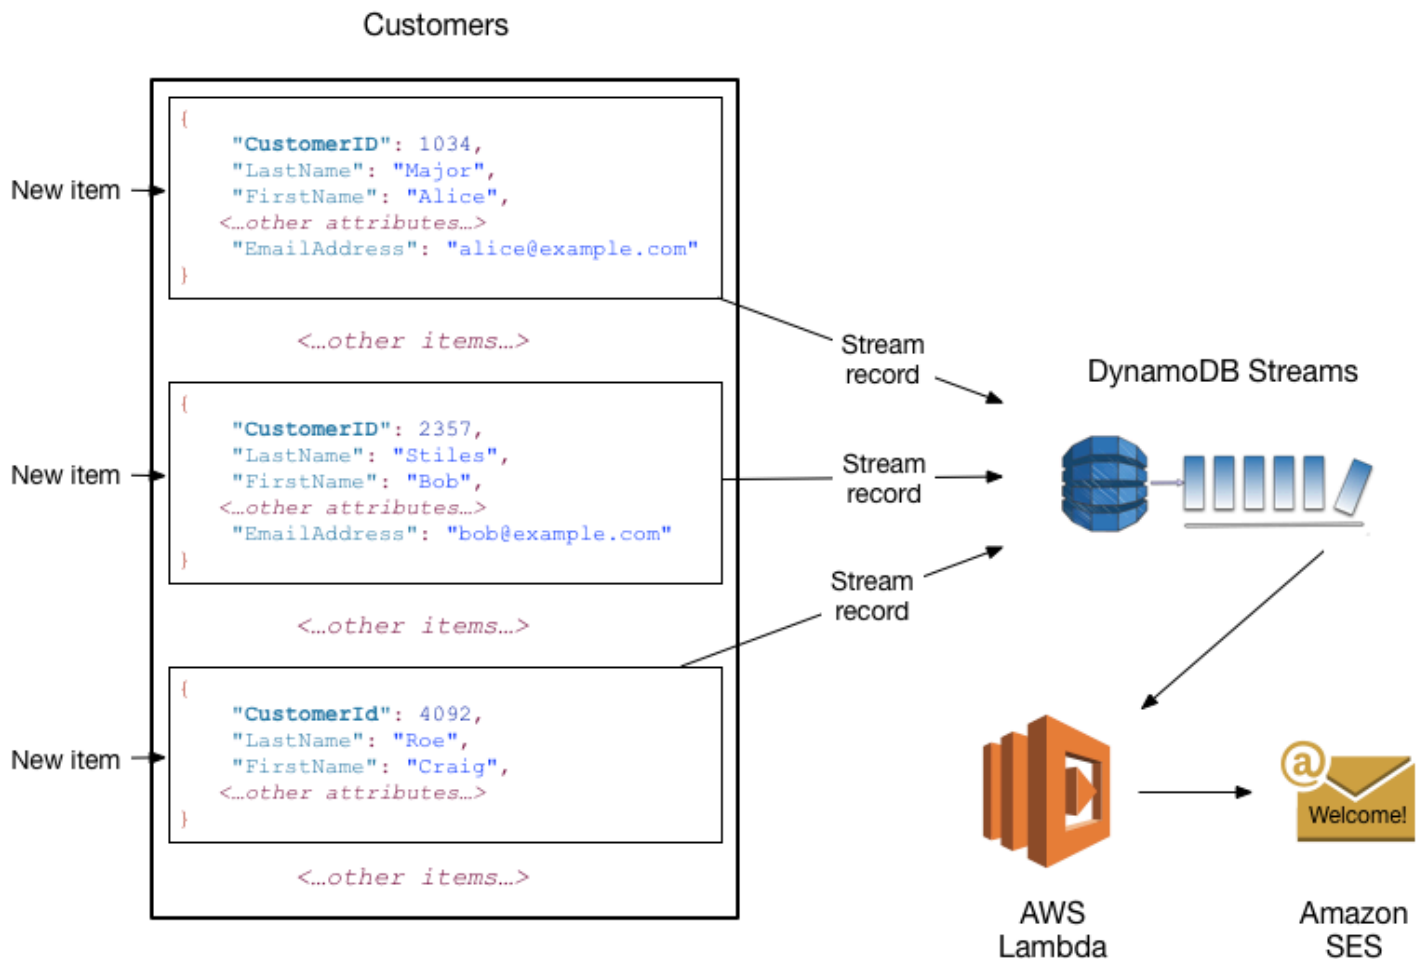 Customers
New item
{
"CustomerID": 1034,
"LastName": "Major",
"FirstName": "Alice",
<…other attributes…>
"EmailAddress": "alice@example.com"
}
<…other items…>
New item
{
"CustomerID": 2357,
"LastName": "Stiles",
"FirstName": "Bob",
<…other attributes…>
"EmailAddress": "bob@example.com"
}
<…other items…>
New item
{
"CustomerId": 4092,
"LastName": "Roe",
"FirstName": "Craig",
<…other attributes…>
}
<…other items…>
Stream
record
Stream
record
Stream
record
DynamoDB Streams
AWS
Lambda
@
Welcome!
Amazon
SES